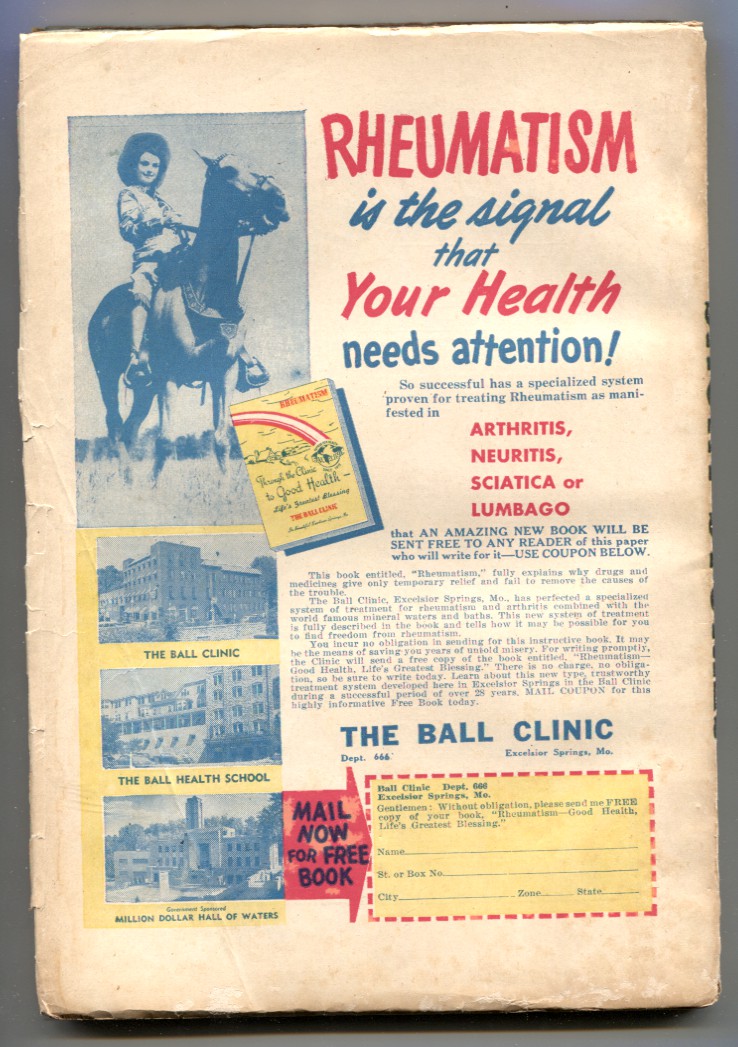 RHEUMATISM
is the signal
that
Your Health
needs attention!
So successful has a specialized system
proven for treating Rheumatism as mani-
fested in
ARTHRITIS,
NEURITIS,
SCIATICA or
LUMBAGO
that AN AMAZING NEW BOOK WILL BE
SENT FREE TO ANY READER of this paper
who will write for it—USE COUPON BELOW.
RHEUMATISM
Through the Clinic
to Good Health—
Life's Greatest Blessing
THE BALL CLINIC
This book entitled, "Rheumatism," fully explains why drugs and
medicines give only temporary relief and fail to remove the causes of
the trouble.
The Ball Clinic, Excelsior Springs, Mo., has perfected a specialized
system of treatment for rheumatism and arthritis combined with the
world famous mineral waters and baths. This new system of treatment
is fully described in the book and tells how it may be possible for you
to find freedom from rheumatism.
You incur no obligation in sending for this instructive book. It may
be the means of saving you years of untold misery. For writing promptly,
the Clinic will send a free copy of the book entitled, "Rheumatism—
Good Health, Life's Greatest Blessing." There is no charge, no obliga-
tion, so be sure to write today. Learn about this new type, trustworthy
treatment system developed here in Excelsior Springs in the Ball Clinic
during a successful period of over 28 years. MAIL COUPON for this
highly informative Free Book today.
THE BALL CLINIC
Dept. 666 Excelsior Springs, Mo.
THE BALL CLINIC
THE BALL HEALTH SCHOOL
Government Sponsored
MILLION DOLLAR HALL OF WATERS
MAIL
NOW
FOR FREE
BOOK
Ball Clinic Dept. 666
Excelsior Springs, Mo.
Gentlemen: Without obligation, please send me FREE
copy of your book, "Rheumatism—Good Health,
Life's Greatest Blessing."
Name
St. or Box No.
City Zone State